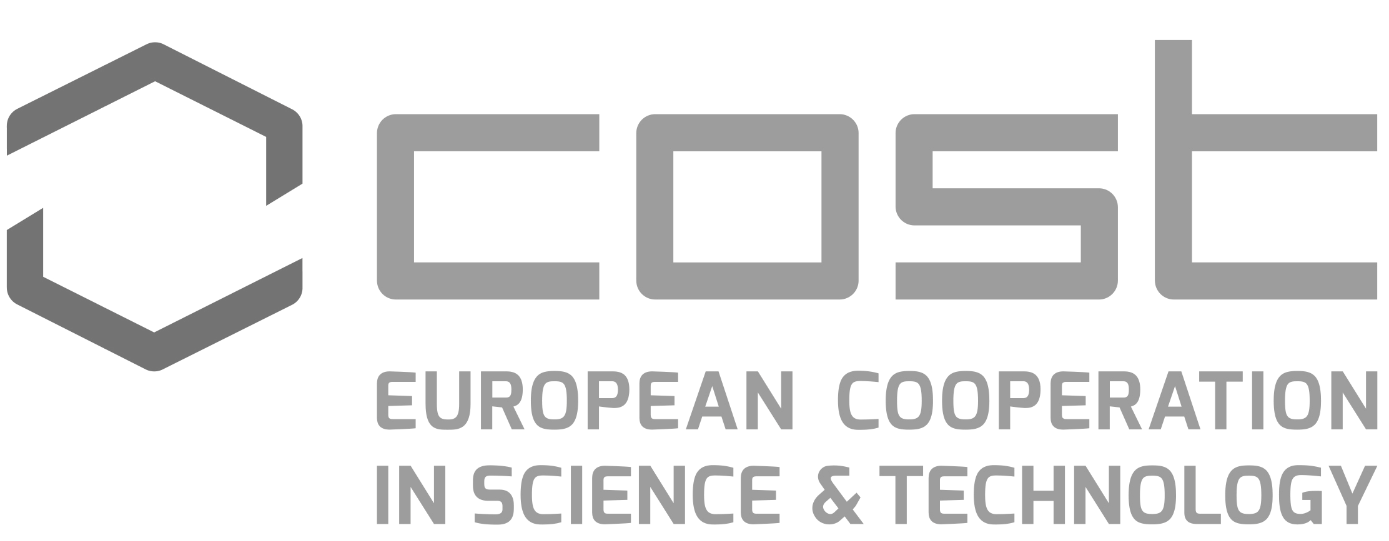 cost
EUROPEAN COOPERATION
IN SCIENCE & TECHNOLOGY